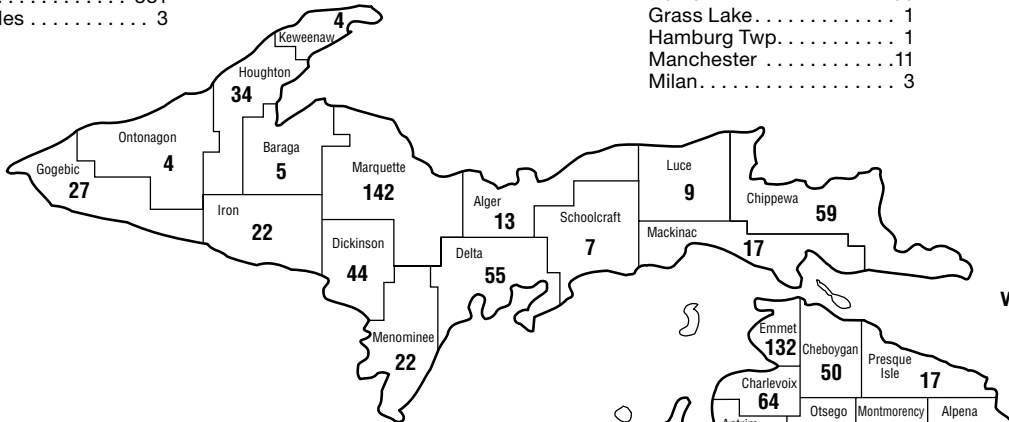 les . . . . . . . . . . . 3
Grass Lake. . . . . . . . . . . . . 1
Hamburg Twp. . . . . . . . . . . 1
Manchester . . . . . . . . . . . .11
Milan. . . . . . . . . . . . . . . . . . 3
4
Keweenaw
Houghton
34
Ontonagon
4
Baraga
5
Gogebic
27
Marquette
142
Iron
22
Dickinson
44
Alger
13
Luce
9
Schoolcraft
7
Chippewa
59
Mackinac
17
Delta
55
Menominee
22
Emmet
132
Cheboygan
50
Presque
Isle
17
Charlevoix
64
Otsego
Montmorency
Alpena